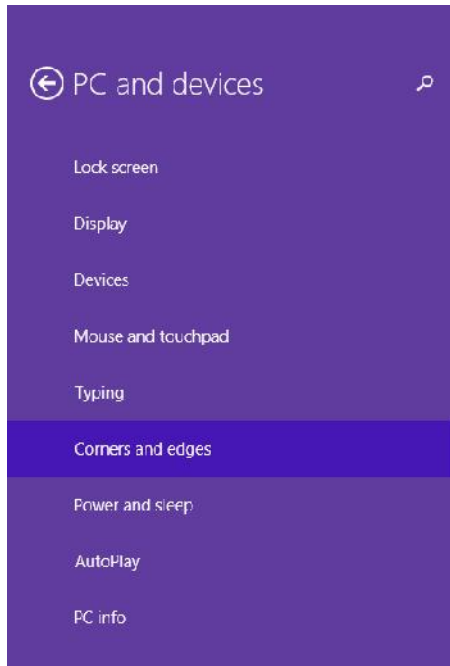 PC and devices
Lock screen
Display
Devices
Mouse and touchpad
Typing
Corners and edges
Power and sleep
AutoPlay
PC info